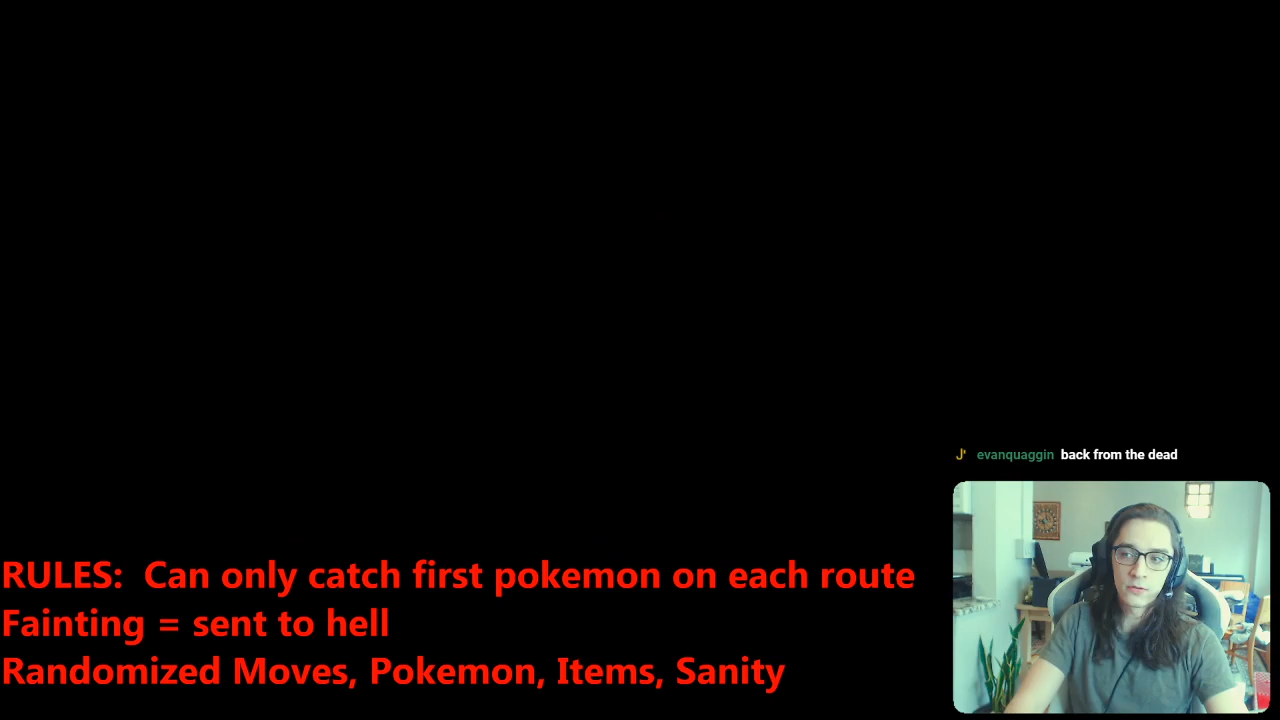 evanquaggin back from the dead
RULES:  Can only catch first pokemon on each route
Fainting = sent to hell
Randomized Moves, Pokemon, Items, Sanity